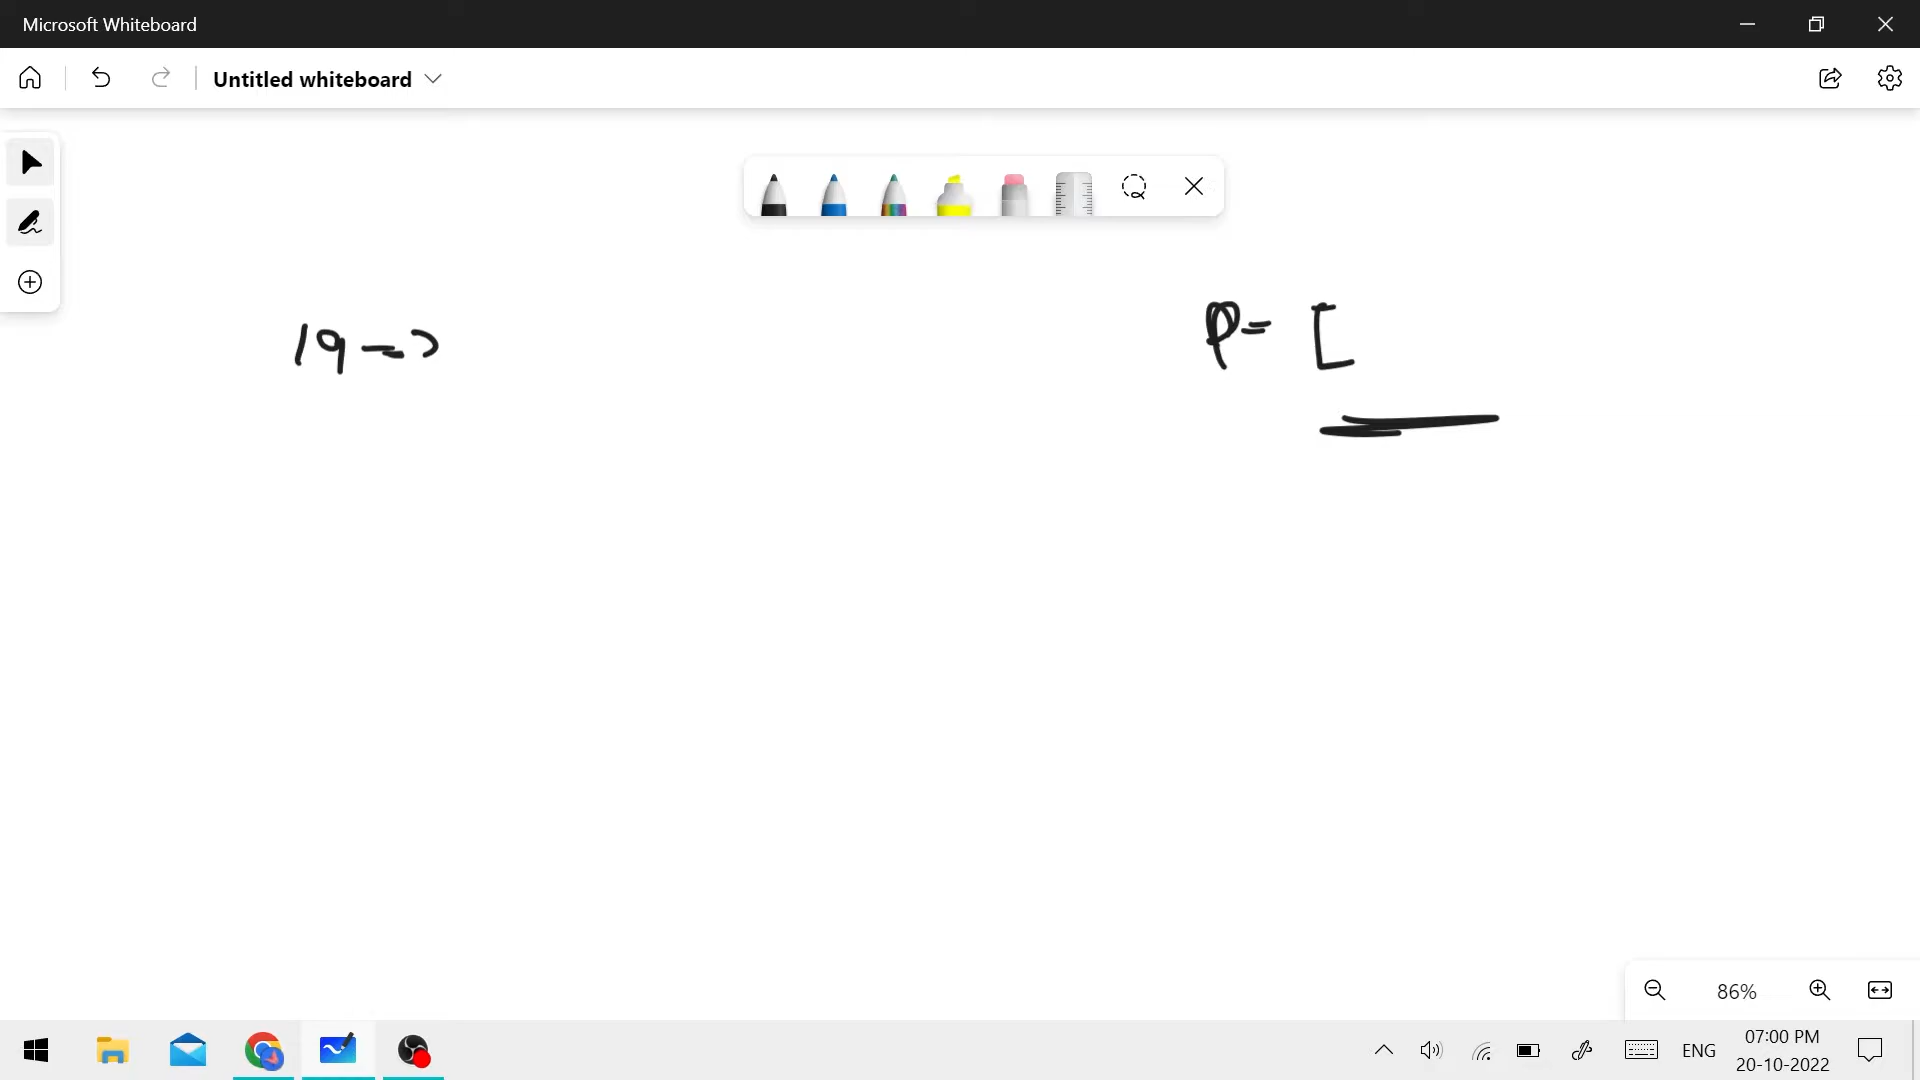 Microsoft Whiteboard
Untitled whiteboard
19 =>
P= [
86%
ENG
07:00 PM
20-10-2022